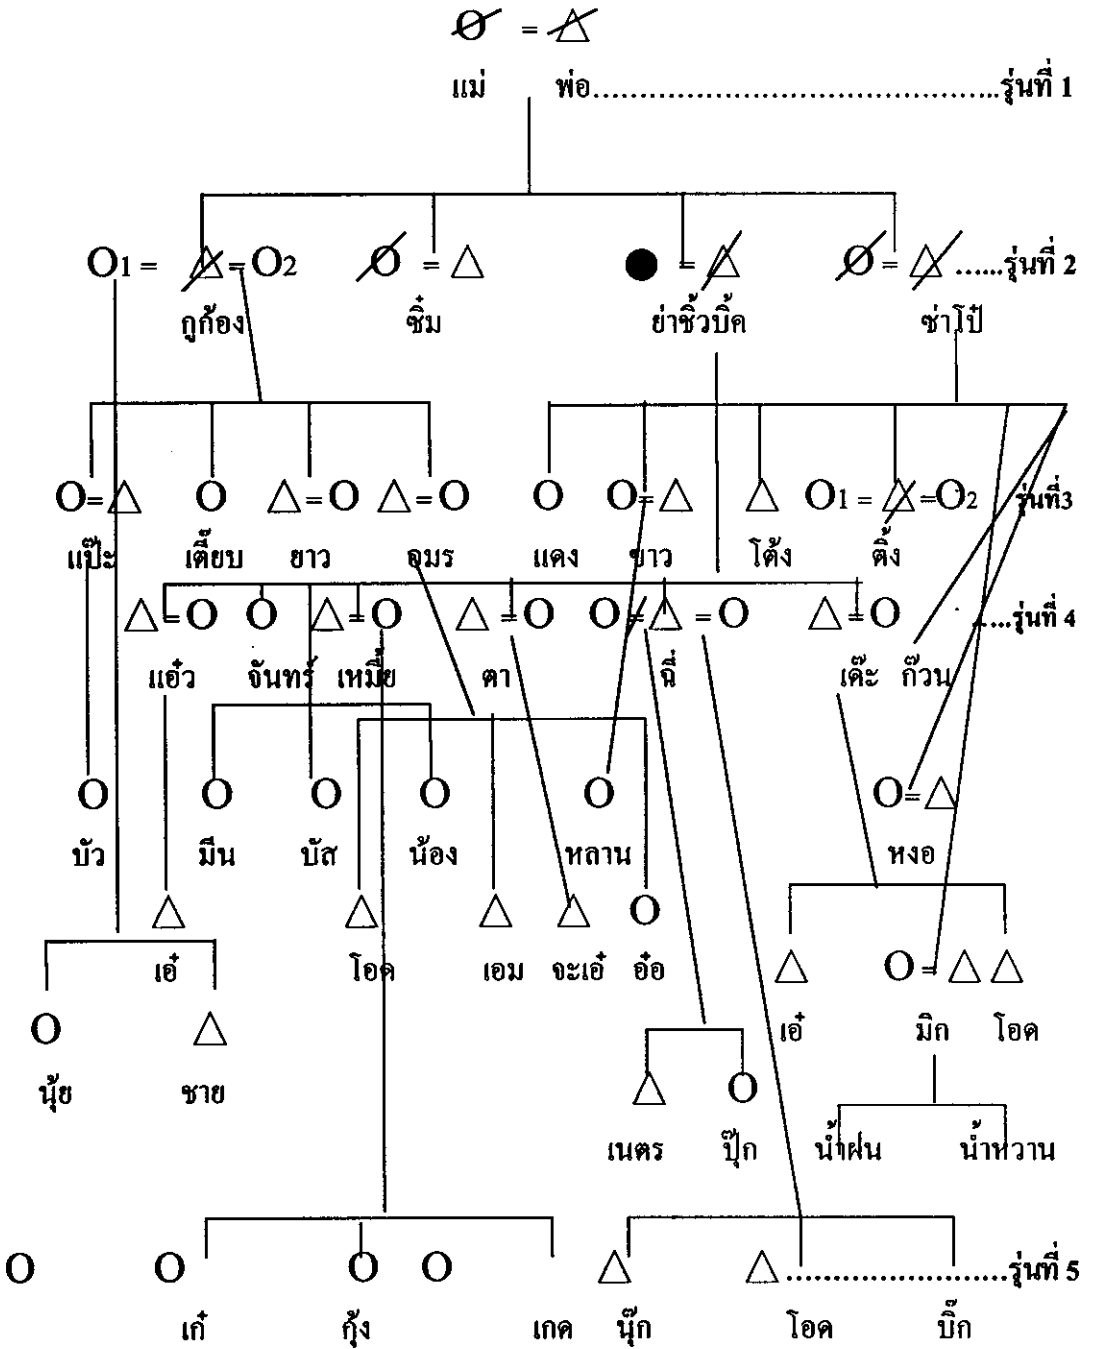 แม่ พ่อ........................................รุ่นที่ 1
O1 = = O2 = = = ......รุ่นที่ 2
กูก้อง ซิ่ม ย่าชิ้วบิ้ค ซ่าโป้
O= O =O =O O O= O1 = =O2 รุ่นที่3
แป๊ะ เตี๊ยบ ยาว อมร แดง ขาว โต้ง ติ้ง
=O O =O =O O= =O =O .....รุ่นที่ 4
แอ๋ว จันทร์ เหมี่ย ตา ฉี เต๊ะ ก๊วน
O O O O O O=
บัว มีน บัส น้อง หลาน หงอ
O
เอ๋ โอด เอม จะเอ๋ อ๋อ
O=
O เอ๋ มิก โอด
นุ้ย ชาย
O
เนตร ปุ๊ก น้ำฝน น้ำหวาน
O O O O ......................รุ่นที่ 5
เก๋ กุ้ง เกด นุ๊ก โอด บิ๊ก